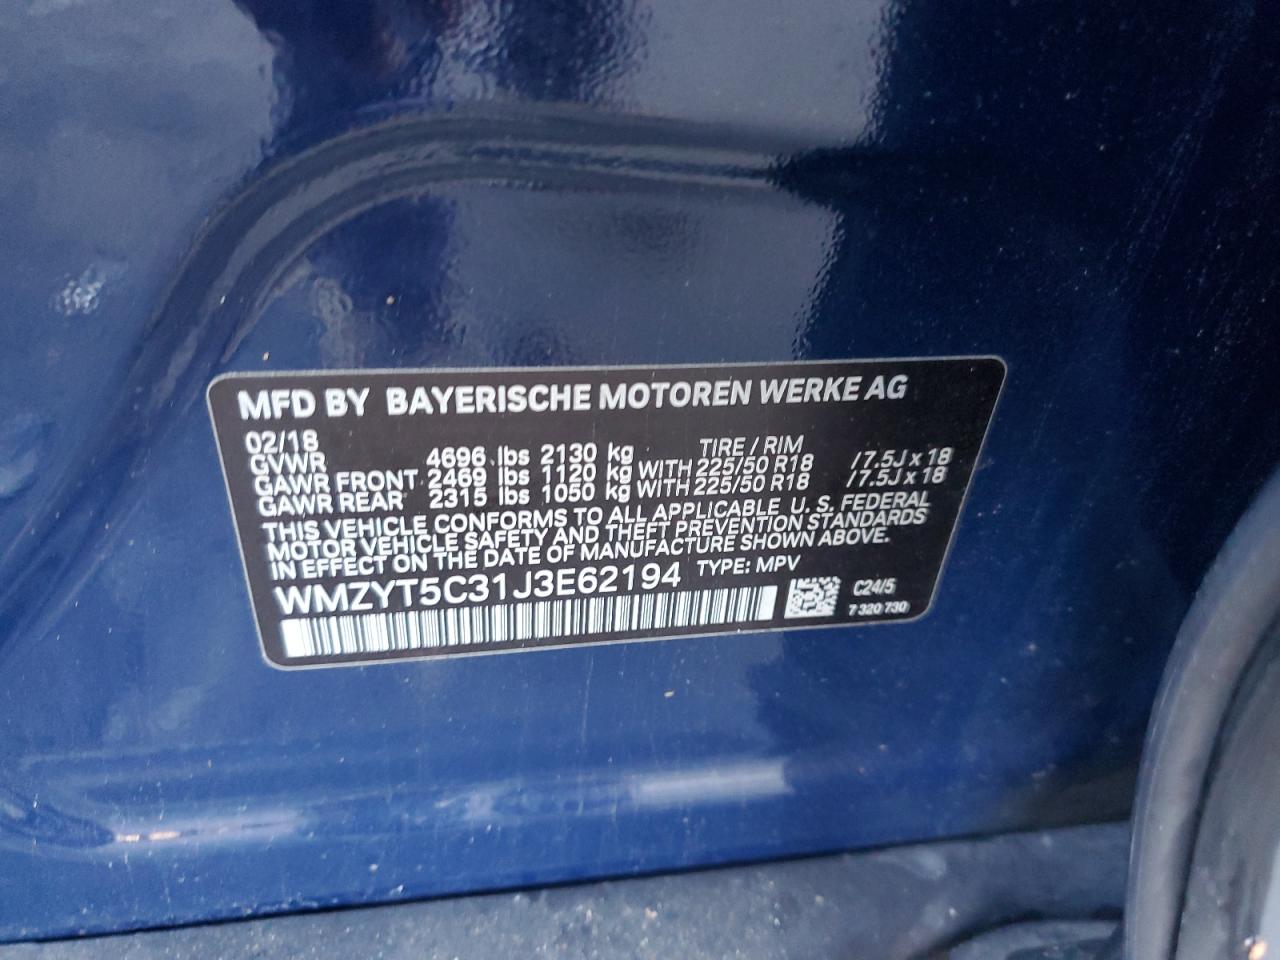 MFD BY BAYERISCHE MOTOREN WERKE AG
02/18 TIRE / RIM
GVWR 4696 lbs 2130 kg
GAWR FRONT 2469 lbs 1120 kg WITH 225/50 R18 /7.5J x 18
GAWR REAR 2315 lbs 1050 kg WITH 225/50 R18 /7.5J x 18
THIS VEHICLE CONFORMS TO ALL APPLICABLE U. S. FEDERAL
MOTOR VEHICLE SAFETY AND THEFT PREVENTION STANDARDS
IN EFFECT ON THE DATE OF MANUFACTURE SHOWN ABOVE.
WMZYT5C31J3E62194 TYPE: MPV
C24/5
7 320 730